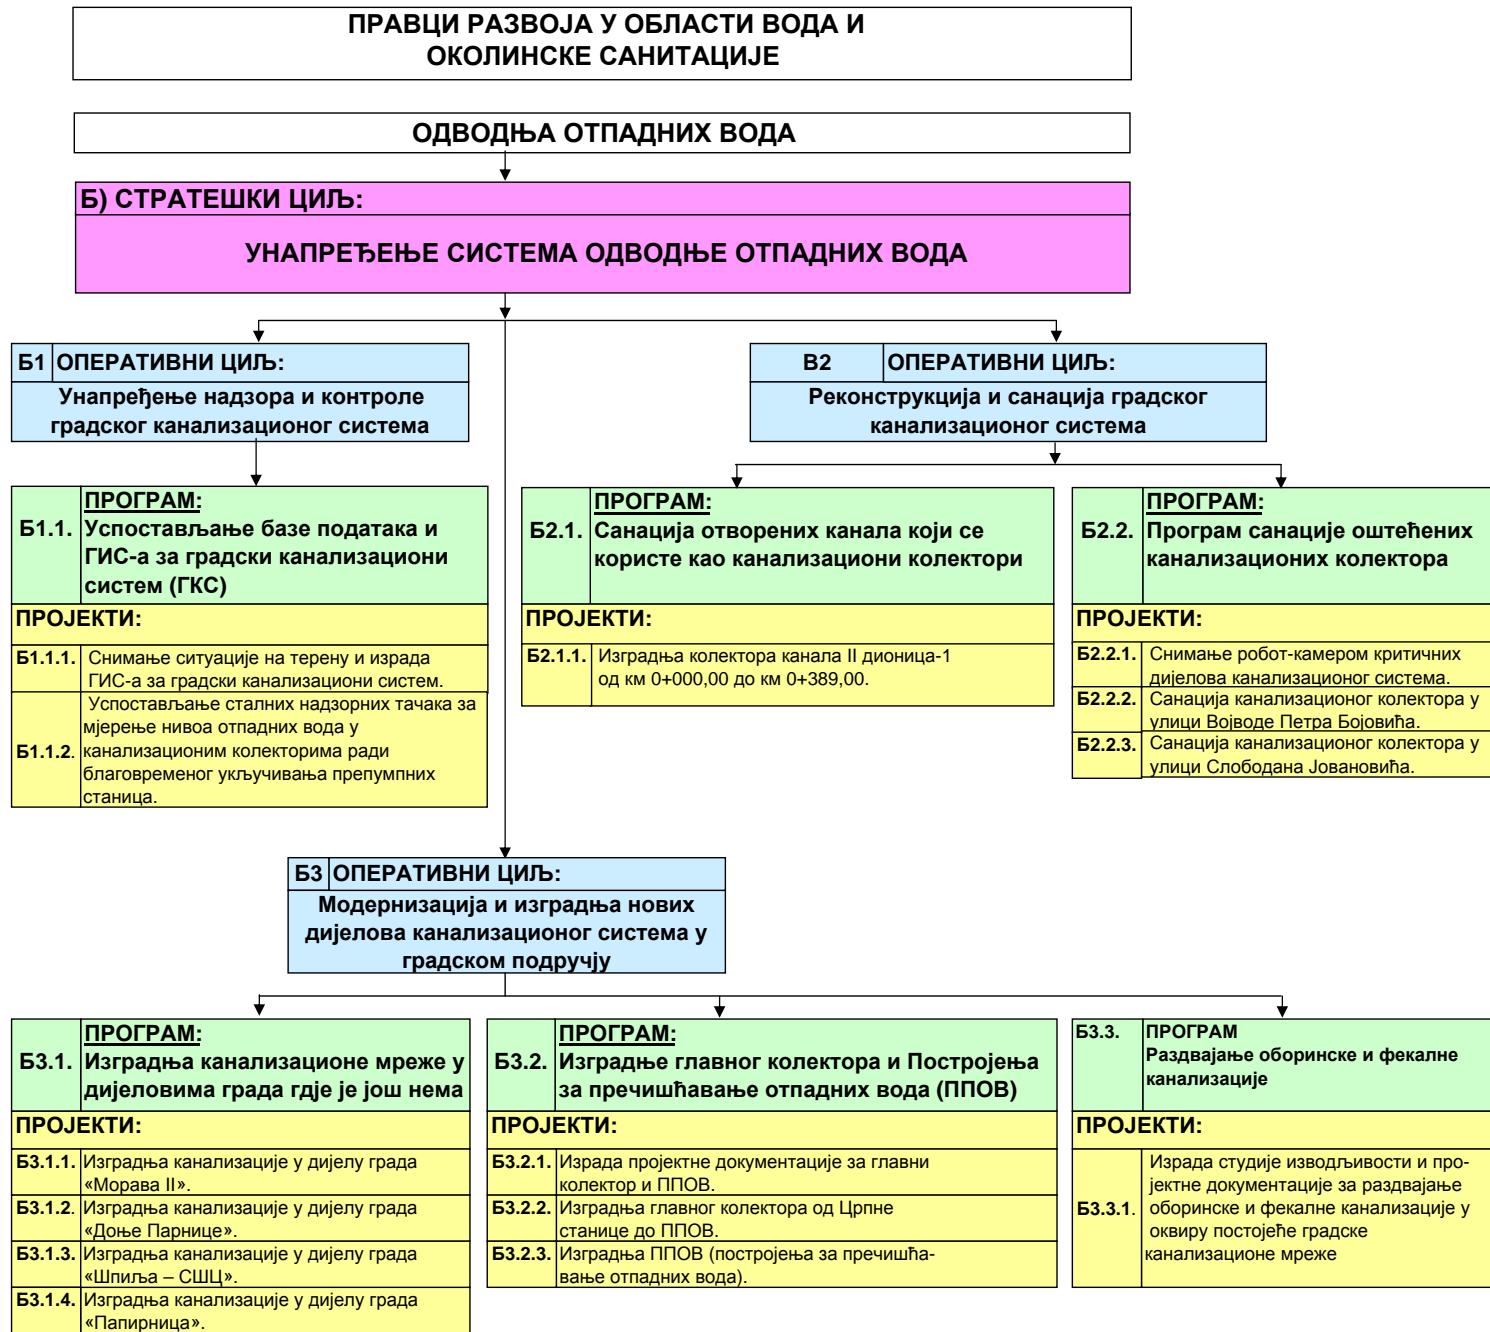 ПРАВЦИ РАЗВОЈА У ОБЛАСТИ ВОДА И
ОКОЛИНСКЕ САНИТАЦИЈЕ
ОДВОДЊА ОТПАДНИХ ВОДА
Б) СТРАТЕШКИ ЦИЉ:
УНАПРЕЂЕЊЕ СИСТЕМА ОДВОДЊЕ ОТПАДНИХ ВОДА
Б1 ОПЕРАТИВНИ ЦИЉ:
Унапређење надзора и контроле
градског канализационог система
В2 ОПЕРАТИВНИ ЦИЉ:
Реконструкција и санација градског
канализационог система
ПРОГРАМ:
Б1.1. Успостављање базе података и
ГИС-а за градски канализациони
систем (ГКС)
ПРОЈЕКТИ:
Б1.1.1. Снимање ситуације на терену и израда
ГИС-а за градски канализациони систем.
Успостављање сталних надзорних тачака за
мјерење нивоа отпадних вода у
Б1.1.2. канализационим колекторима ради
благовременог укључивања препумпних
станица.
ПРОГРАМ:
Б2.1. Санација отворених канала који се
користе као канализациони колектори
ПРОЈЕКТИ:
Б2.1.1. Изградња колектора канала II дионица-1
од км 0+000,00 до км 0+389,00.
ПРОГРАМ:
Б2.2. Програм санације оштећених
канализационих колектора
ПРОЈЕКТИ:
Б2.2.1. Снимање робот-камером критичних
дијелова канализационог система.
Б2.2.2. Санација канализационог колектора у
улици Војводе Петра Бојовића.
Б2.2.3. Санација канализационог колектора у
улици Слободана Јовановића.
Б3 ОПЕРАТИВНИ ЦИЉ:
Модернизација и изградња нових
дијелова канализационог система у
градском подручју
ПРОГРАМ:
Б3.1. Изградња канализационе мреже у
дијеловима града гдје је још нема
ПРОЈЕКТИ:
Б3.1.1. Изградња канализације у дијелу града
«Морава II».
Б3.1.2. Изградња канализације у дијелу града
«Доње Парнице».
Б3.1.3. Изградња канализације у дијелу града
«Шпиља – СШЦ».
Б3.1.4. Изградња канализације у дијелу града
«Папирница».
ПРОГРАМ:
Б3.2. Изградње главног колектора и Постројења
за пречишћавање отпадних вода (ППОВ)
ПРОЈЕКТИ:
Б3.2.1. Израда пројектне документације за главни
колектор и ППОВ.
Б3.2.2. Изградња главног колектора од Црпне
станице до ППОВ.
Б3.2.3. Изградња ППОВ (постројења за пречишћа-
вање отпадних вода).
Б3.3. ПРОГРАМ
Раздвајање оборинске и фекалне
канализације
ПРОЈЕКТИ:
Израда студије изводљивости и про-
јектне документације за раздвајање
Б3.3.1. оборинске и фекалне канализације у
оквиру постојеће градске
канализационе мреже